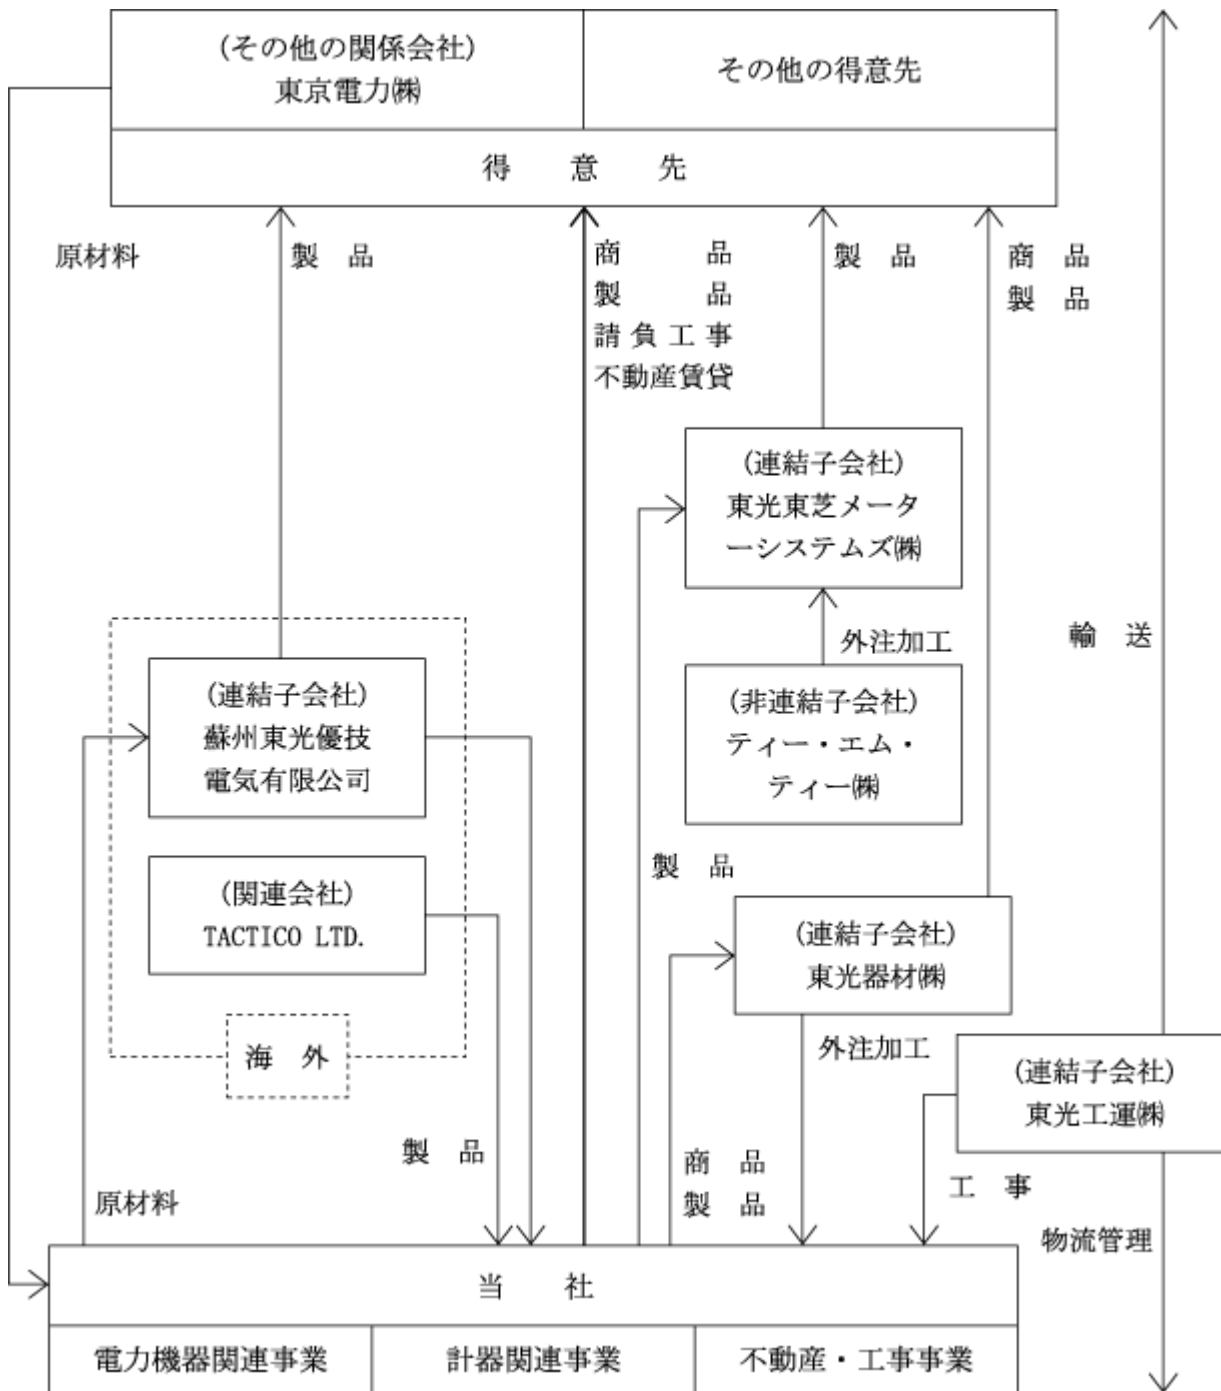 (その他の関係会社)
東京電力㈱
その他の得意先
得意先
原材料
製品
商品
製品
請負工事
不動産賃貸
製品
商品
製品
(連結子会社)
東光東芝メータ
ーシステムズ㈱
外注加工
輸送
(連結子会社)
蘇州東光優技
電気有限公司
(非連結子会社)
ティー・エム・
ティー㈱
製品
(関連会社)
TACTICO LTD.
(連結子会社)
東光器材㈱
海外
外注加工
(連結子会社)
東光工運㈱
製品
商品
製品
工事
原材料
物流管理
当社
電力機器関連事業
計器関連事業
不動産・工事事業